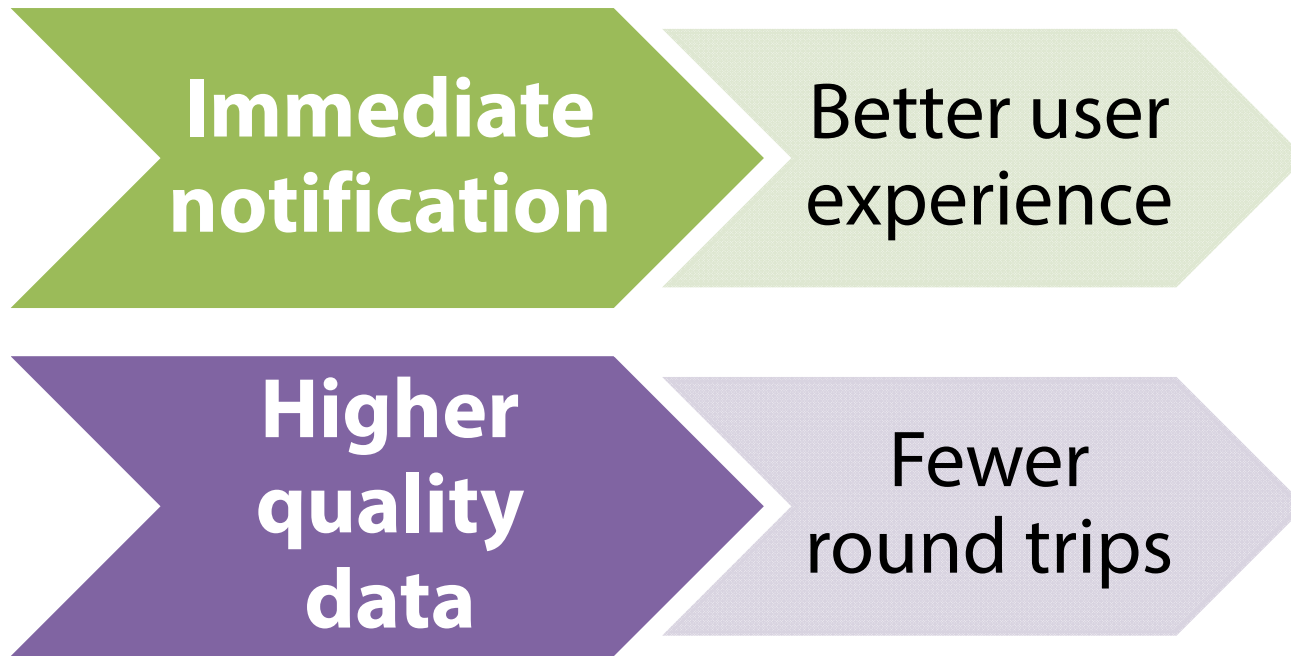 Immediate
notification
Better user
experience
Higher
quality
data
Fewer
round trips